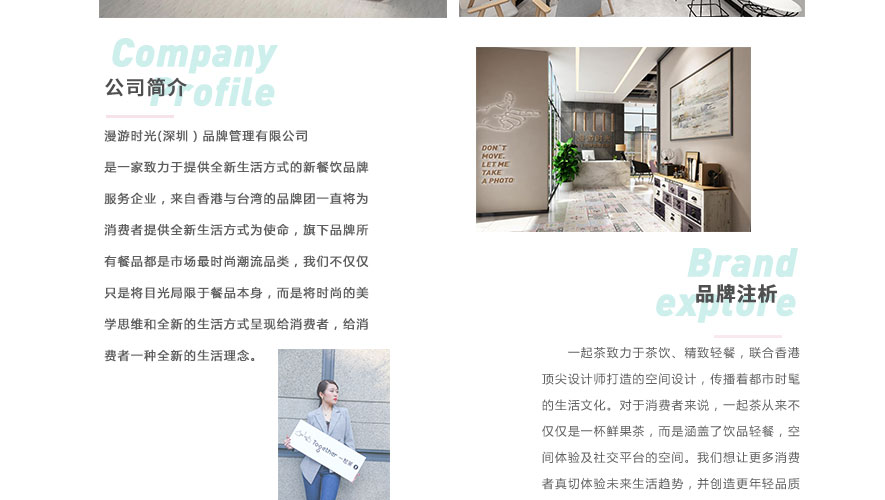 Company
Profile
公司简介
漫游时光(深圳）品牌管理有限公司
是一家致力于提供全新生活方式的新餐饮品牌
服务企业，来自香港与台湾的品牌团一直将为
消费者提供全新生活方式为使命，旗下品牌所
有餐品都是市场最时尚潮流品类，我们不仅仅
只是将目光局限于餐品本身，而是将时尚的美
学思维和全新的生活方式呈现给消费者，给消
费者一种全新的生活理念。
Together 一起茶
DON'T
MOVE.
LET ME
TAKE
A PHOTO
Brand
explore
品牌注析
一起茶致力于茶饮、精致轻餐，联合香港
顶尖设计师打造的空间设计，传播着都市时髦
的生活文化。对于消费者来说，一起茶从来不
仅仅是一杯鲜果茶，而是涵盖了饮品轻餐，空
间体验及社交平台的空间。我们想让更多消费
者真切体验未来生活趋势，并创造更年轻品质